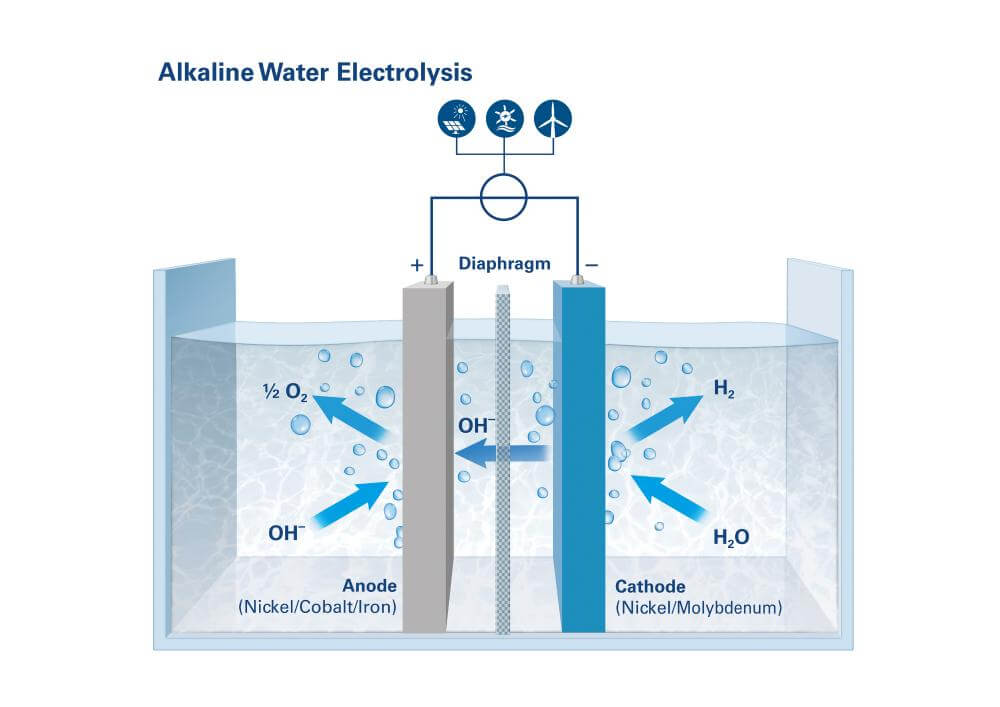 Alkaline Water Electrolysis
+ Diaphragm −
½ O₂
H₂
OH⁻
OH⁻
H₂O
Anode
(Nickel/Cobalt/Iron)
Cathode
(Nickel/Molybdenum)